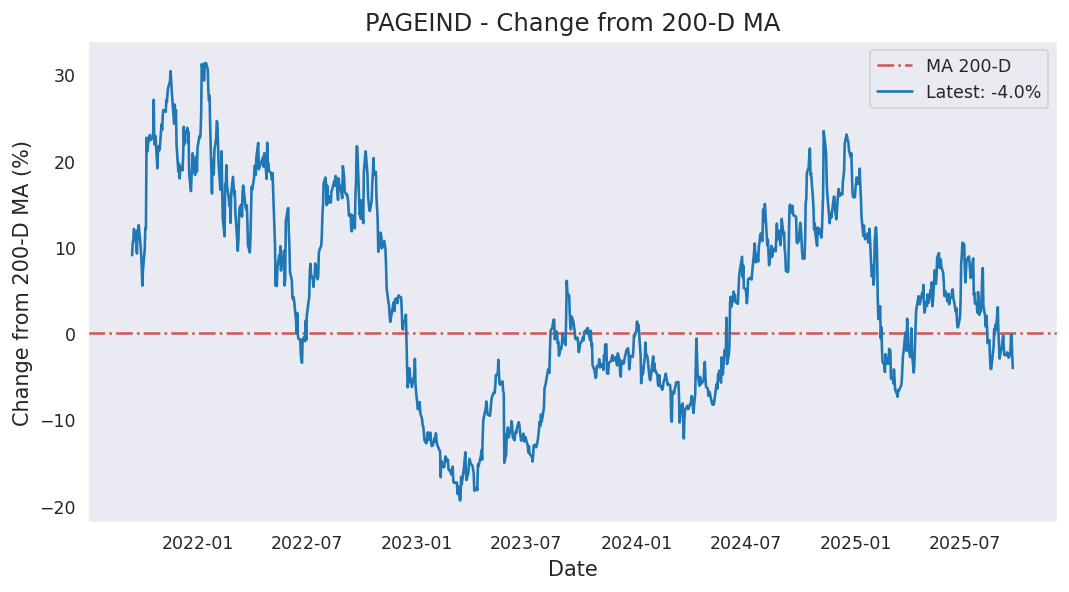 PAGEIND - Change from 200-D MA
MA 200-D
Latest: -4.0%
Change from 200-D MA (%)
30
20
10
0
−10
−20
2022-01
2022-07
2023-01
2023-07
2024-01
2024-07
2025-01
2025-07
Date